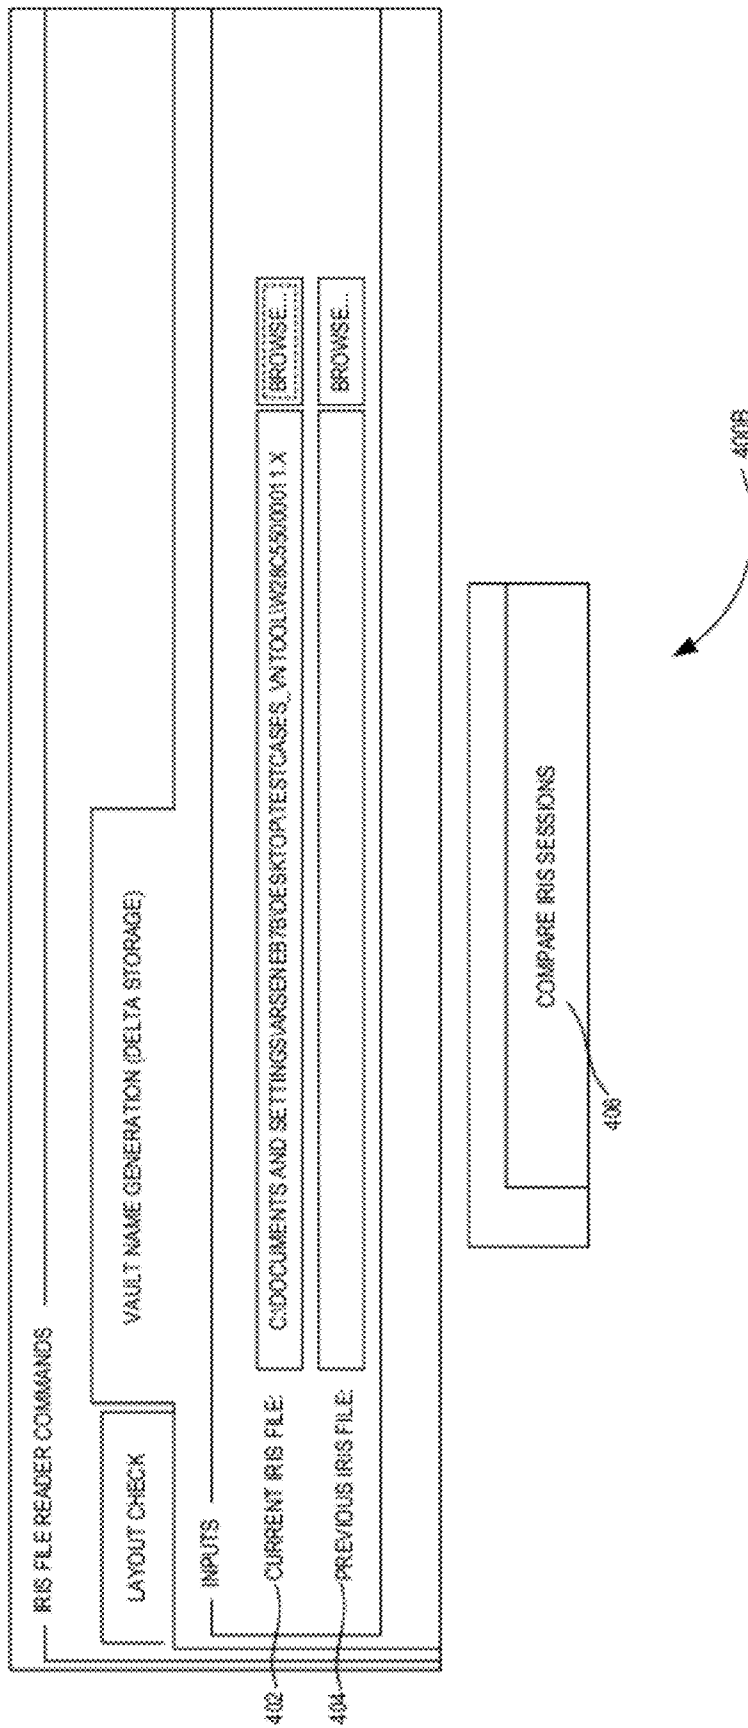 IRIS FILE READER COMMANDS
LAYOUT CHECK
VAULT NAME GENERATION (DELTA STORAGE)
INPUTS
402
CURRENT IRIS FILE:
BROWSE...
404
PREVIOUS IRIS FILE:
BROWSE...
COMPARE IRIS SESSIONS
406
400B